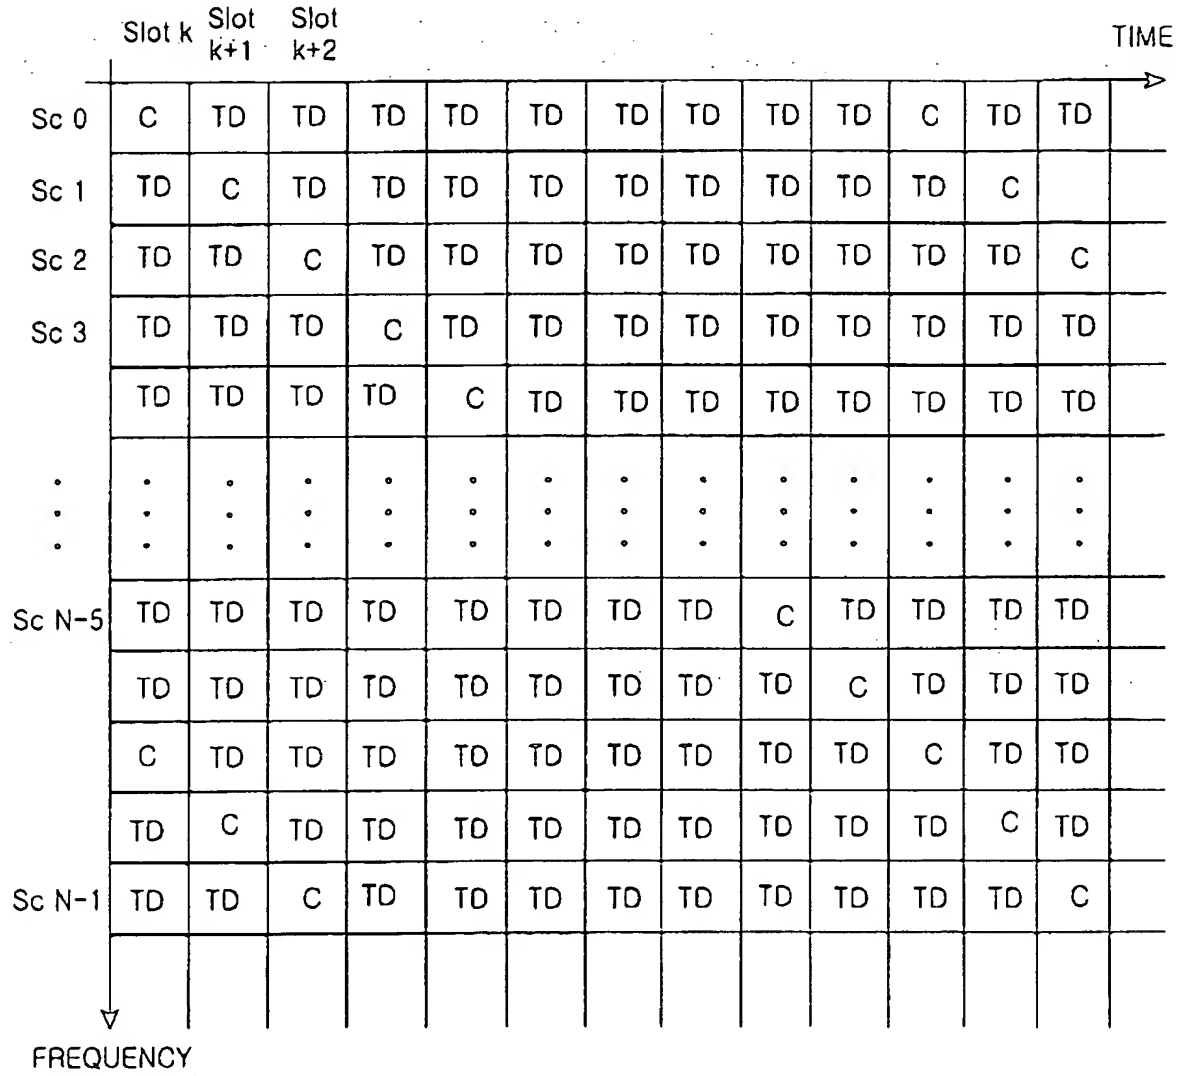 Slot k Slot k+1 Slot k+2 TIME
Sc 0 C TD TD TD TD TD TD TD TD TD C TD TD
Sc 1 TD C TD TD TD TD TD TD TD TD TD C
Sc 2 TD TD C TD TD TD TD TD TD TD TD TD C
Sc 3 TD TD TD C TD TD TD TD TD TD TD TD TD
TD TD TD TD C TD TD TD TD TD TD TD TD
Sc N-5 TD TD TD TD TD TD TD TD C TD TD TD TD
TD TD TD TD TD TD TD TD TD C TD TD TD
C TD TD TD TD TD TD TD TD TD C TD TD
TD C TD TD TD TD TD TD TD TD TD C TD
Sc N-1 TD TD C TD TD TD TD TD TD TD TD TD C
FREQUENCY